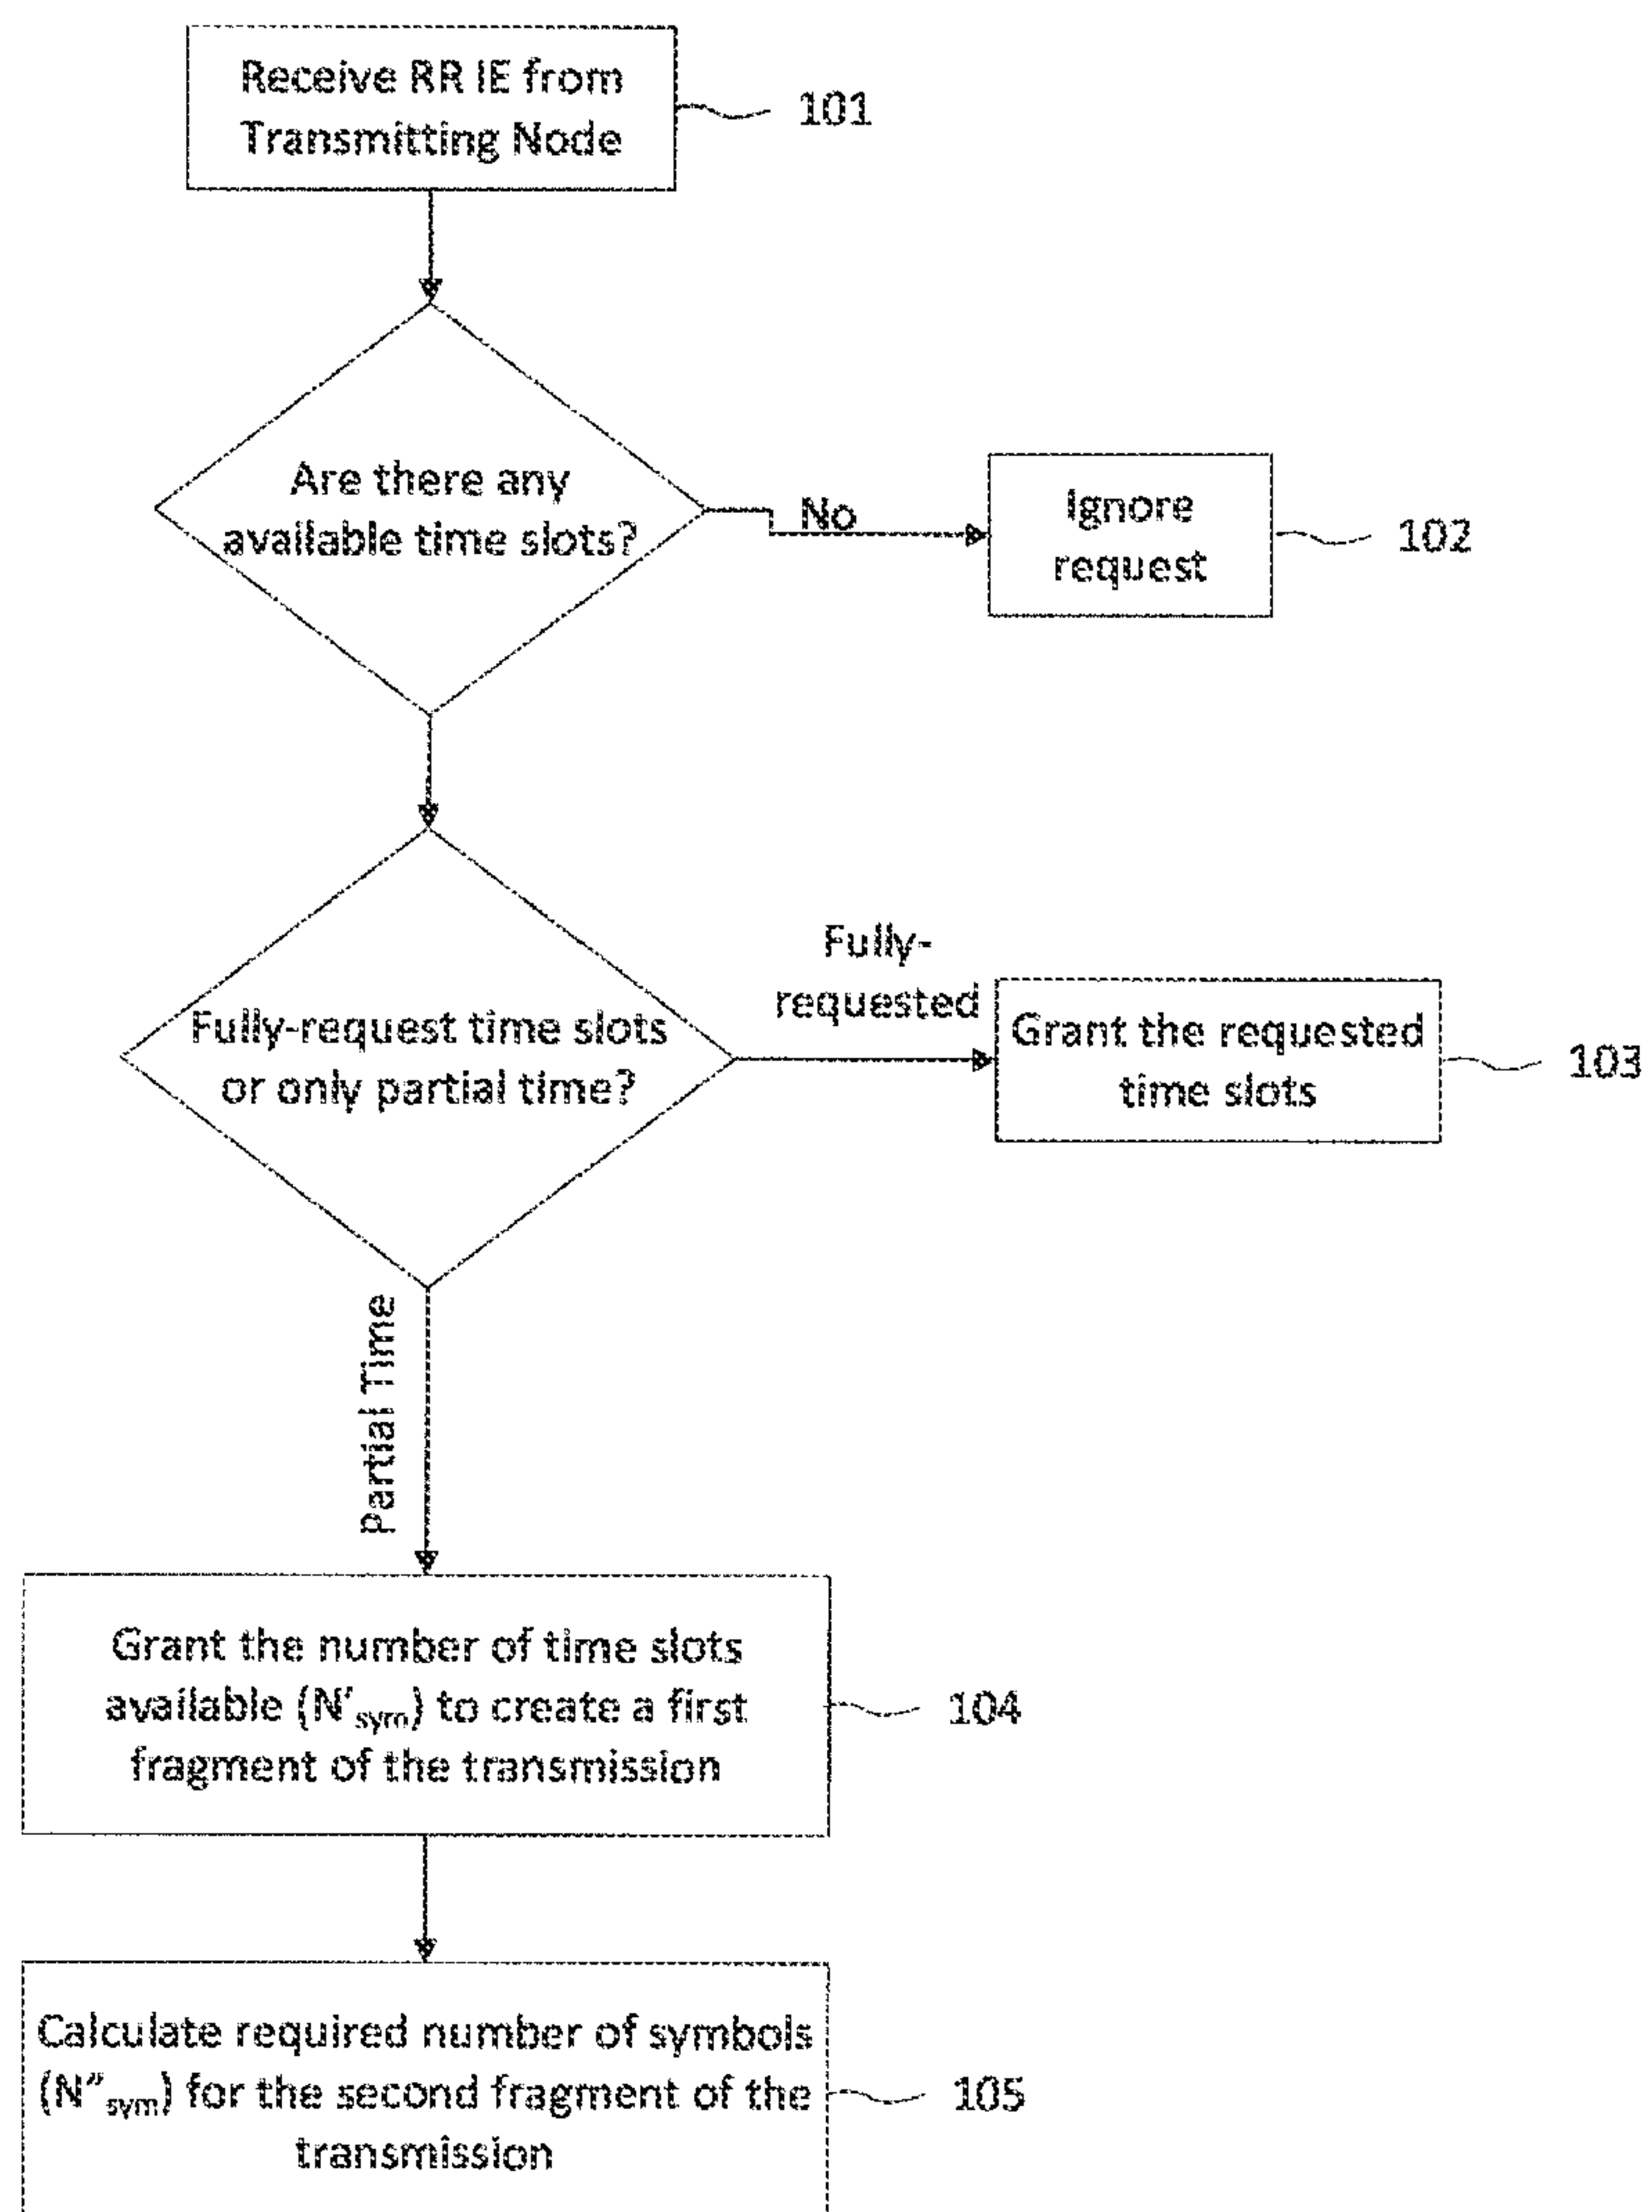 Receive RR IE from
Transmitting Node
101
Are there any
available time slots?
No
Ignore
request
102
Fully-request time slots
or only partial time?
Fully-
requested
Grant the requested
time slots
103
Partial Time
Grant the number of time slots
available (N'sym) to create a first
fragment of the transmission
104
Calculate required number of symbols
(N"sym) for the second fragment of the
transmission
105